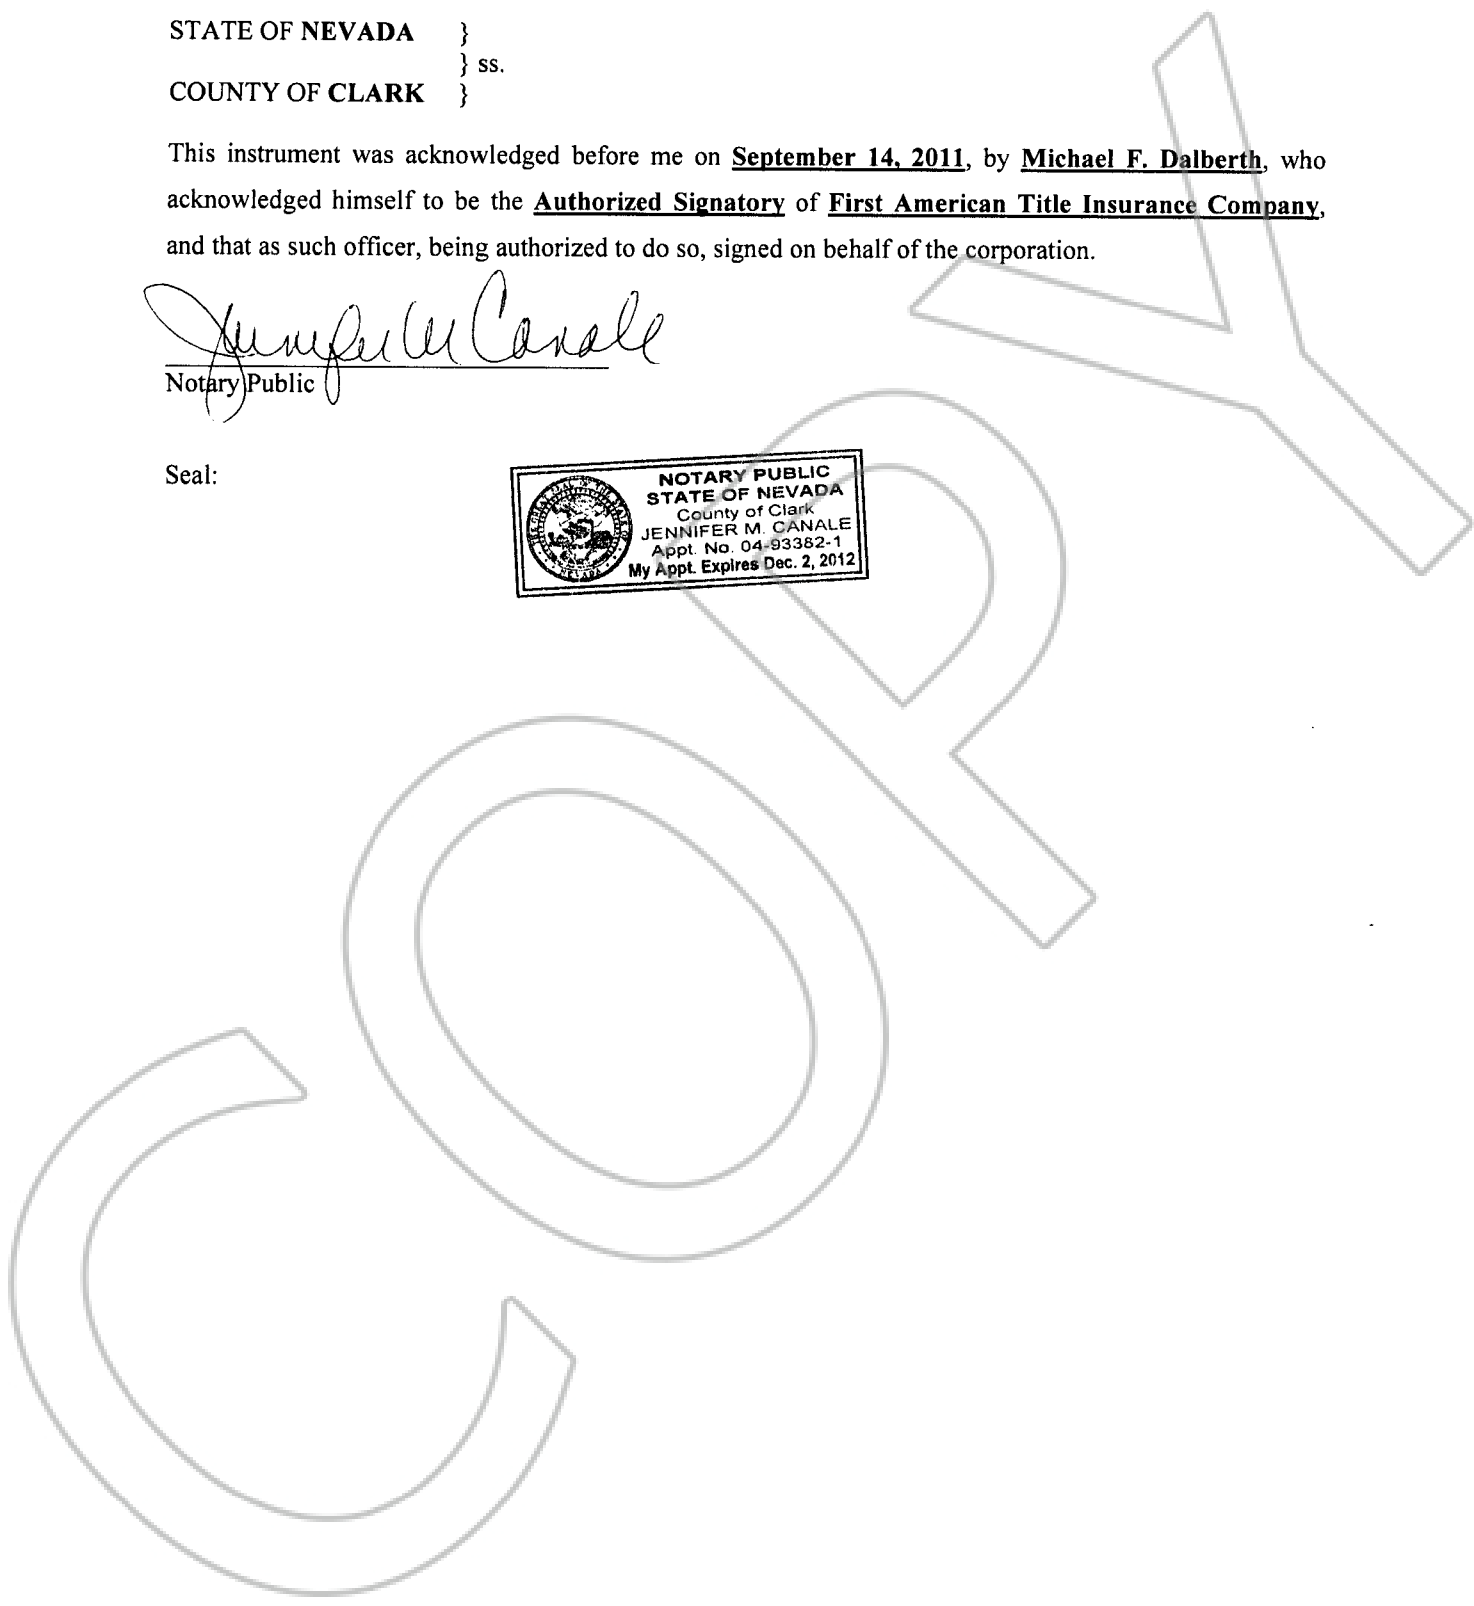 STATE OF NEVADA }
} ss.
COUNTY OF CLARK }
This instrument was acknowledged before me on September 14, 2011, by Michael F. Dalberth, who
acknowledged himself to be the Authorized Signatory of First American Title Insurance Company,
and that as such officer, being authorized to do so, signed on behalf of the corporation.
Jennifer M Canale
Notary Public
Seal:
NOTARY PUBLIC
STATE OF NEVADA
County of Clark
JENNIFER M. CANALE
Appt. No. 04-93382-1
My Appt. Expires Dec. 2, 2012
NEVADA
COPY